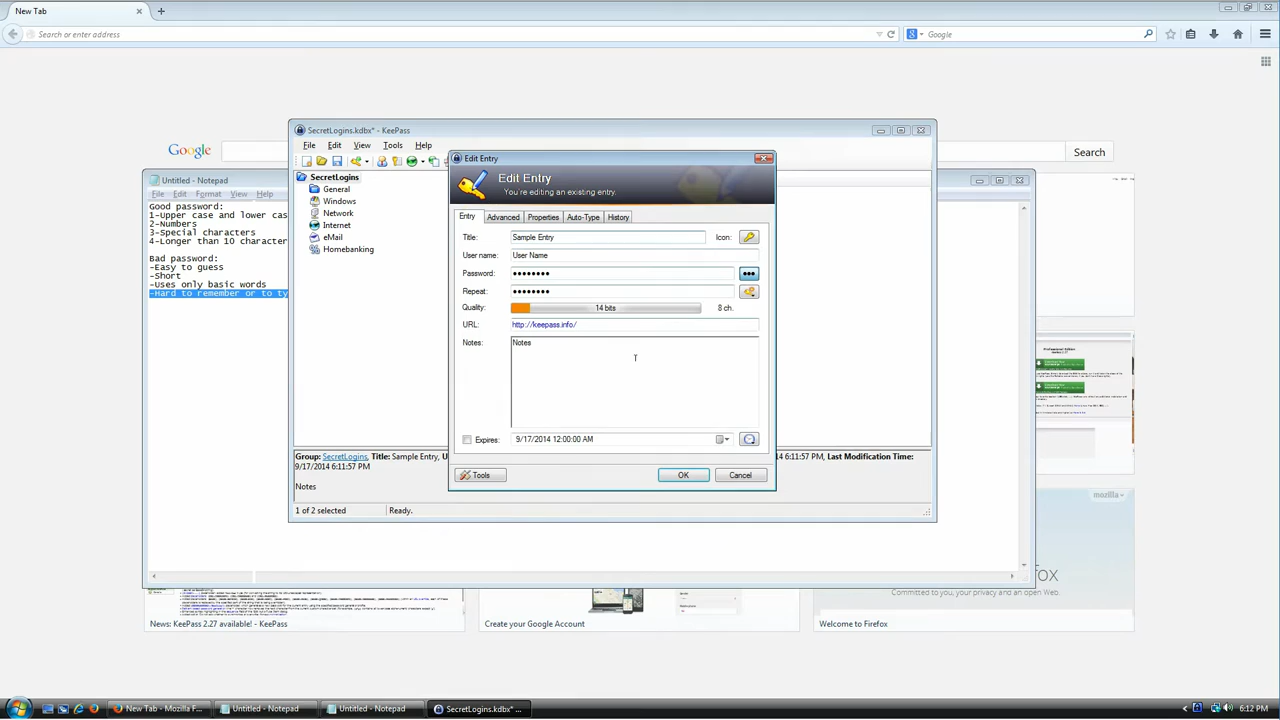 New Tab
Search or enter address
Google
Google
Search
SecretLogins.kdbx* - KeePass
File Edit View Tools Help
SecretLogins
General
Windows
Network
Internet
eMail
Homebanking
Group: SecretLogins, Title: Sample Entry, U
6:11:57 PM, Last Modification Time:
9/17/2014 6:11:57 PM
Notes
1 of 2 selected
Ready.
Untitled - Notepad
File Edit Format View Help
Good password:
1-Upper case and lower cas
2-Numbers
3-Special characters
4-Longer than 10 character
Bad password:
-Easy to guess
-Short
-Uses only basic words
-Hard to remember or to ty
Edit Entry
Edit Entry
You're editing an existing entry.
Entry Advanced Properties Auto-Type History
Title: Sample Entry Icon:
User name: User Name
Password: ••••••••
Repeat: ••••••••
Quality: 14 bits 8 ch.
URL: http://keepass.info/
Notes: Notes
Expires: 9/17/2014 12:00:00 AM
Tools OK Cancel
mozilla
fox
Committed to you, your privacy and an open Web.
News: KeePass 2.27 available! - KeePass
Create your Google Account
Welcome to Firefox
New Tab - Mozilla F...
Untitled - Notepad
Untitled - Notepad
SecretLogins.kdbx* ...
6:12 PM